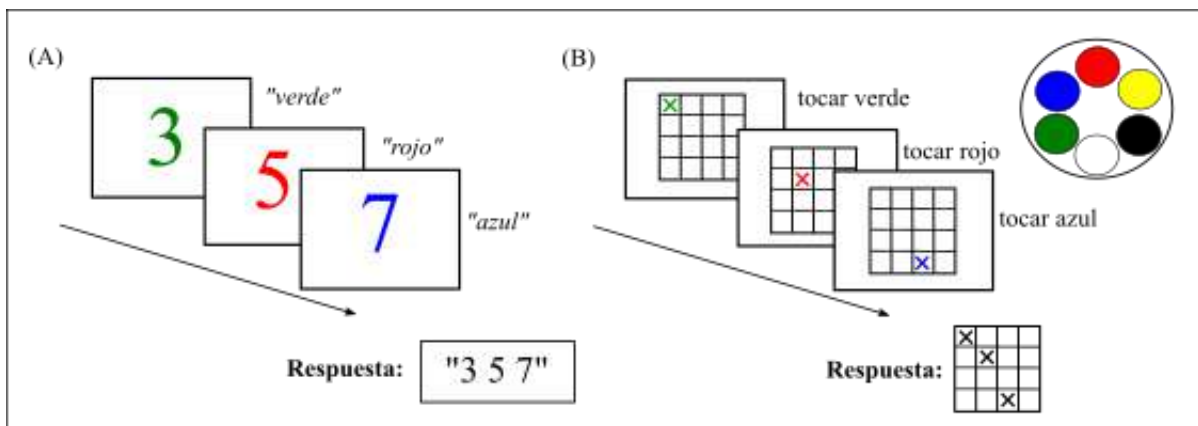 (A)
3
"verde"
5
"rojo"
7
"azul"
Respuesta:
"3 5 7"
(B)
tocar verde
tocar rojo
tocar azul
Respuesta: